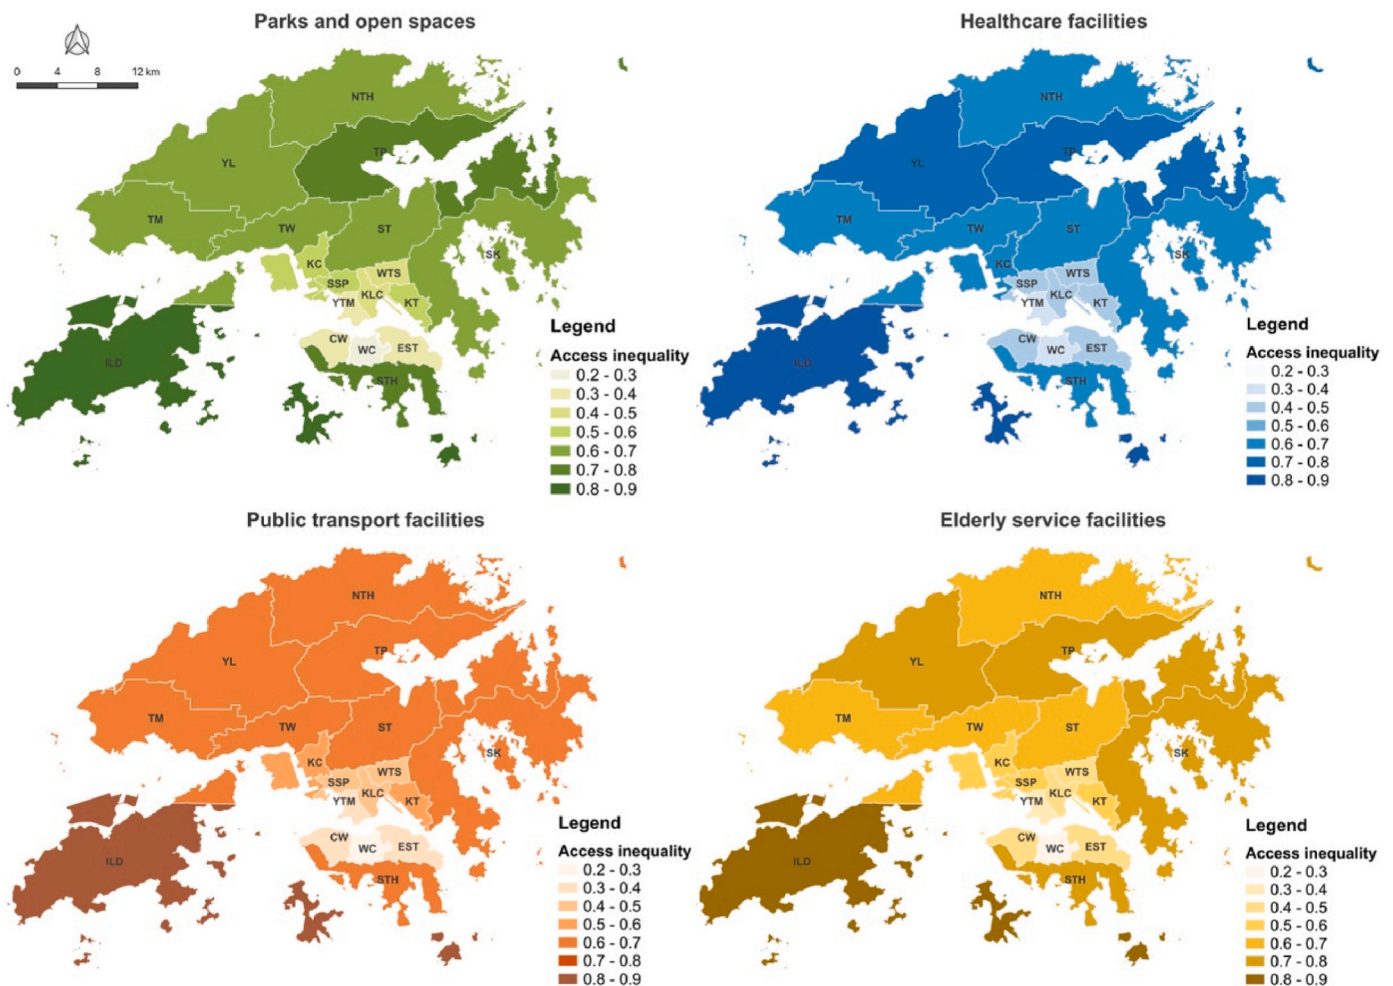 Parks and open spaces
0 4 8 12 km
NTH
TP
YL
TM
TW
ST
SK
KC
WTS
SSP
KLC
YTM
KT
CW
WC
EST
STH
ILD
Legend
Access inequality
0.2 - 0.3
0.3 - 0.4
0.4 - 0.5
0.5 - 0.6
0.6 - 0.7
0.7 - 0.8
0.8 - 0.9
Healthcare facilities
NTH
TP
YL
TM
TW
ST
SK
KC
WTS
SSP
KLC
YTM
KT
CW
WC
EST
STH
ILD
Legend
Access inequality
0.2 - 0.3
0.3 - 0.4
0.4 - 0.5
0.5 - 0.6
0.6 - 0.7
0.7 - 0.8
0.8 - 0.9
Public transport facilities
NTH
TP
YL
TM
TW
ST
SK
KC
WTS
SSP
KLC
YTM
KT
CW
WC
EST
STH
ILD
Legend
Access inequality
0.2 - 0.3
0.3 - 0.4
0.4 - 0.5
0.5 - 0.6
0.6 - 0.7
0.7 - 0.8
0.8 - 0.9
Elderly service facilities
NTH
TP
YL
TM
TW
ST
SK
KC
WTS
SSP
KLC
YTM
KT
CW
WC
EST
STH
ILD
Legend
Access inequality
0.2 - 0.3
0.3 - 0.4
0.4 - 0.5
0.5 - 0.6
0.6 - 0.7
0.7 - 0.8
0.8 - 0.9